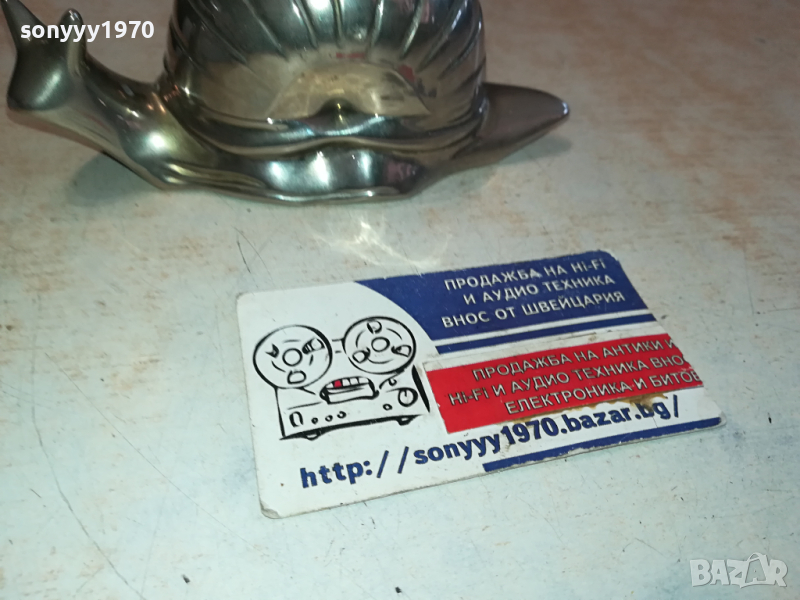 sonyyy1970
ПРОДАЖБА НА Hi-Fi
И АУДИО ТЕХНИКА
ВНОС ОТ ШВЕЙЦАРИЯ
ПРОДАЖБА НА АНТИКИ И
Hi-Fi И АУДИО ТЕХНИКА ВНОС
ЕЛЕКТРОНИКА И БИТОВ
http://sonyyy1970.bazar.bg/
BAZAR